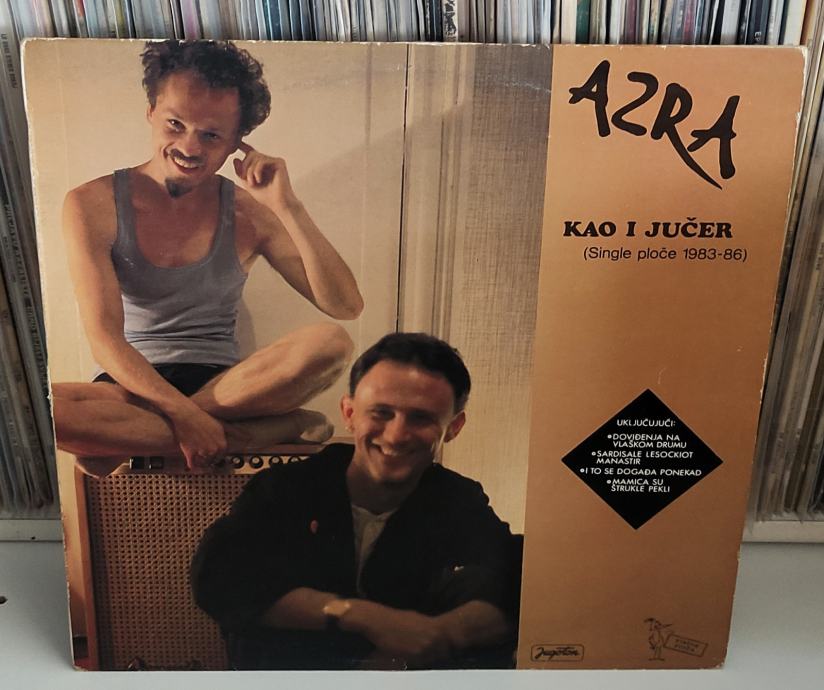 AZRA
KAO I JUČER
(Single ploče 1983-86)
UKLJUČUJUĆI:
•DOVIĐENJA NA
VLAŠKOM DRUMU
•SARDISALE LESOCKIOT
MANASTIR
•I TO SE DOGAĐA PONEKAD
•MAMICA SU
ŠTRUKLE PEKLI
Jugoton